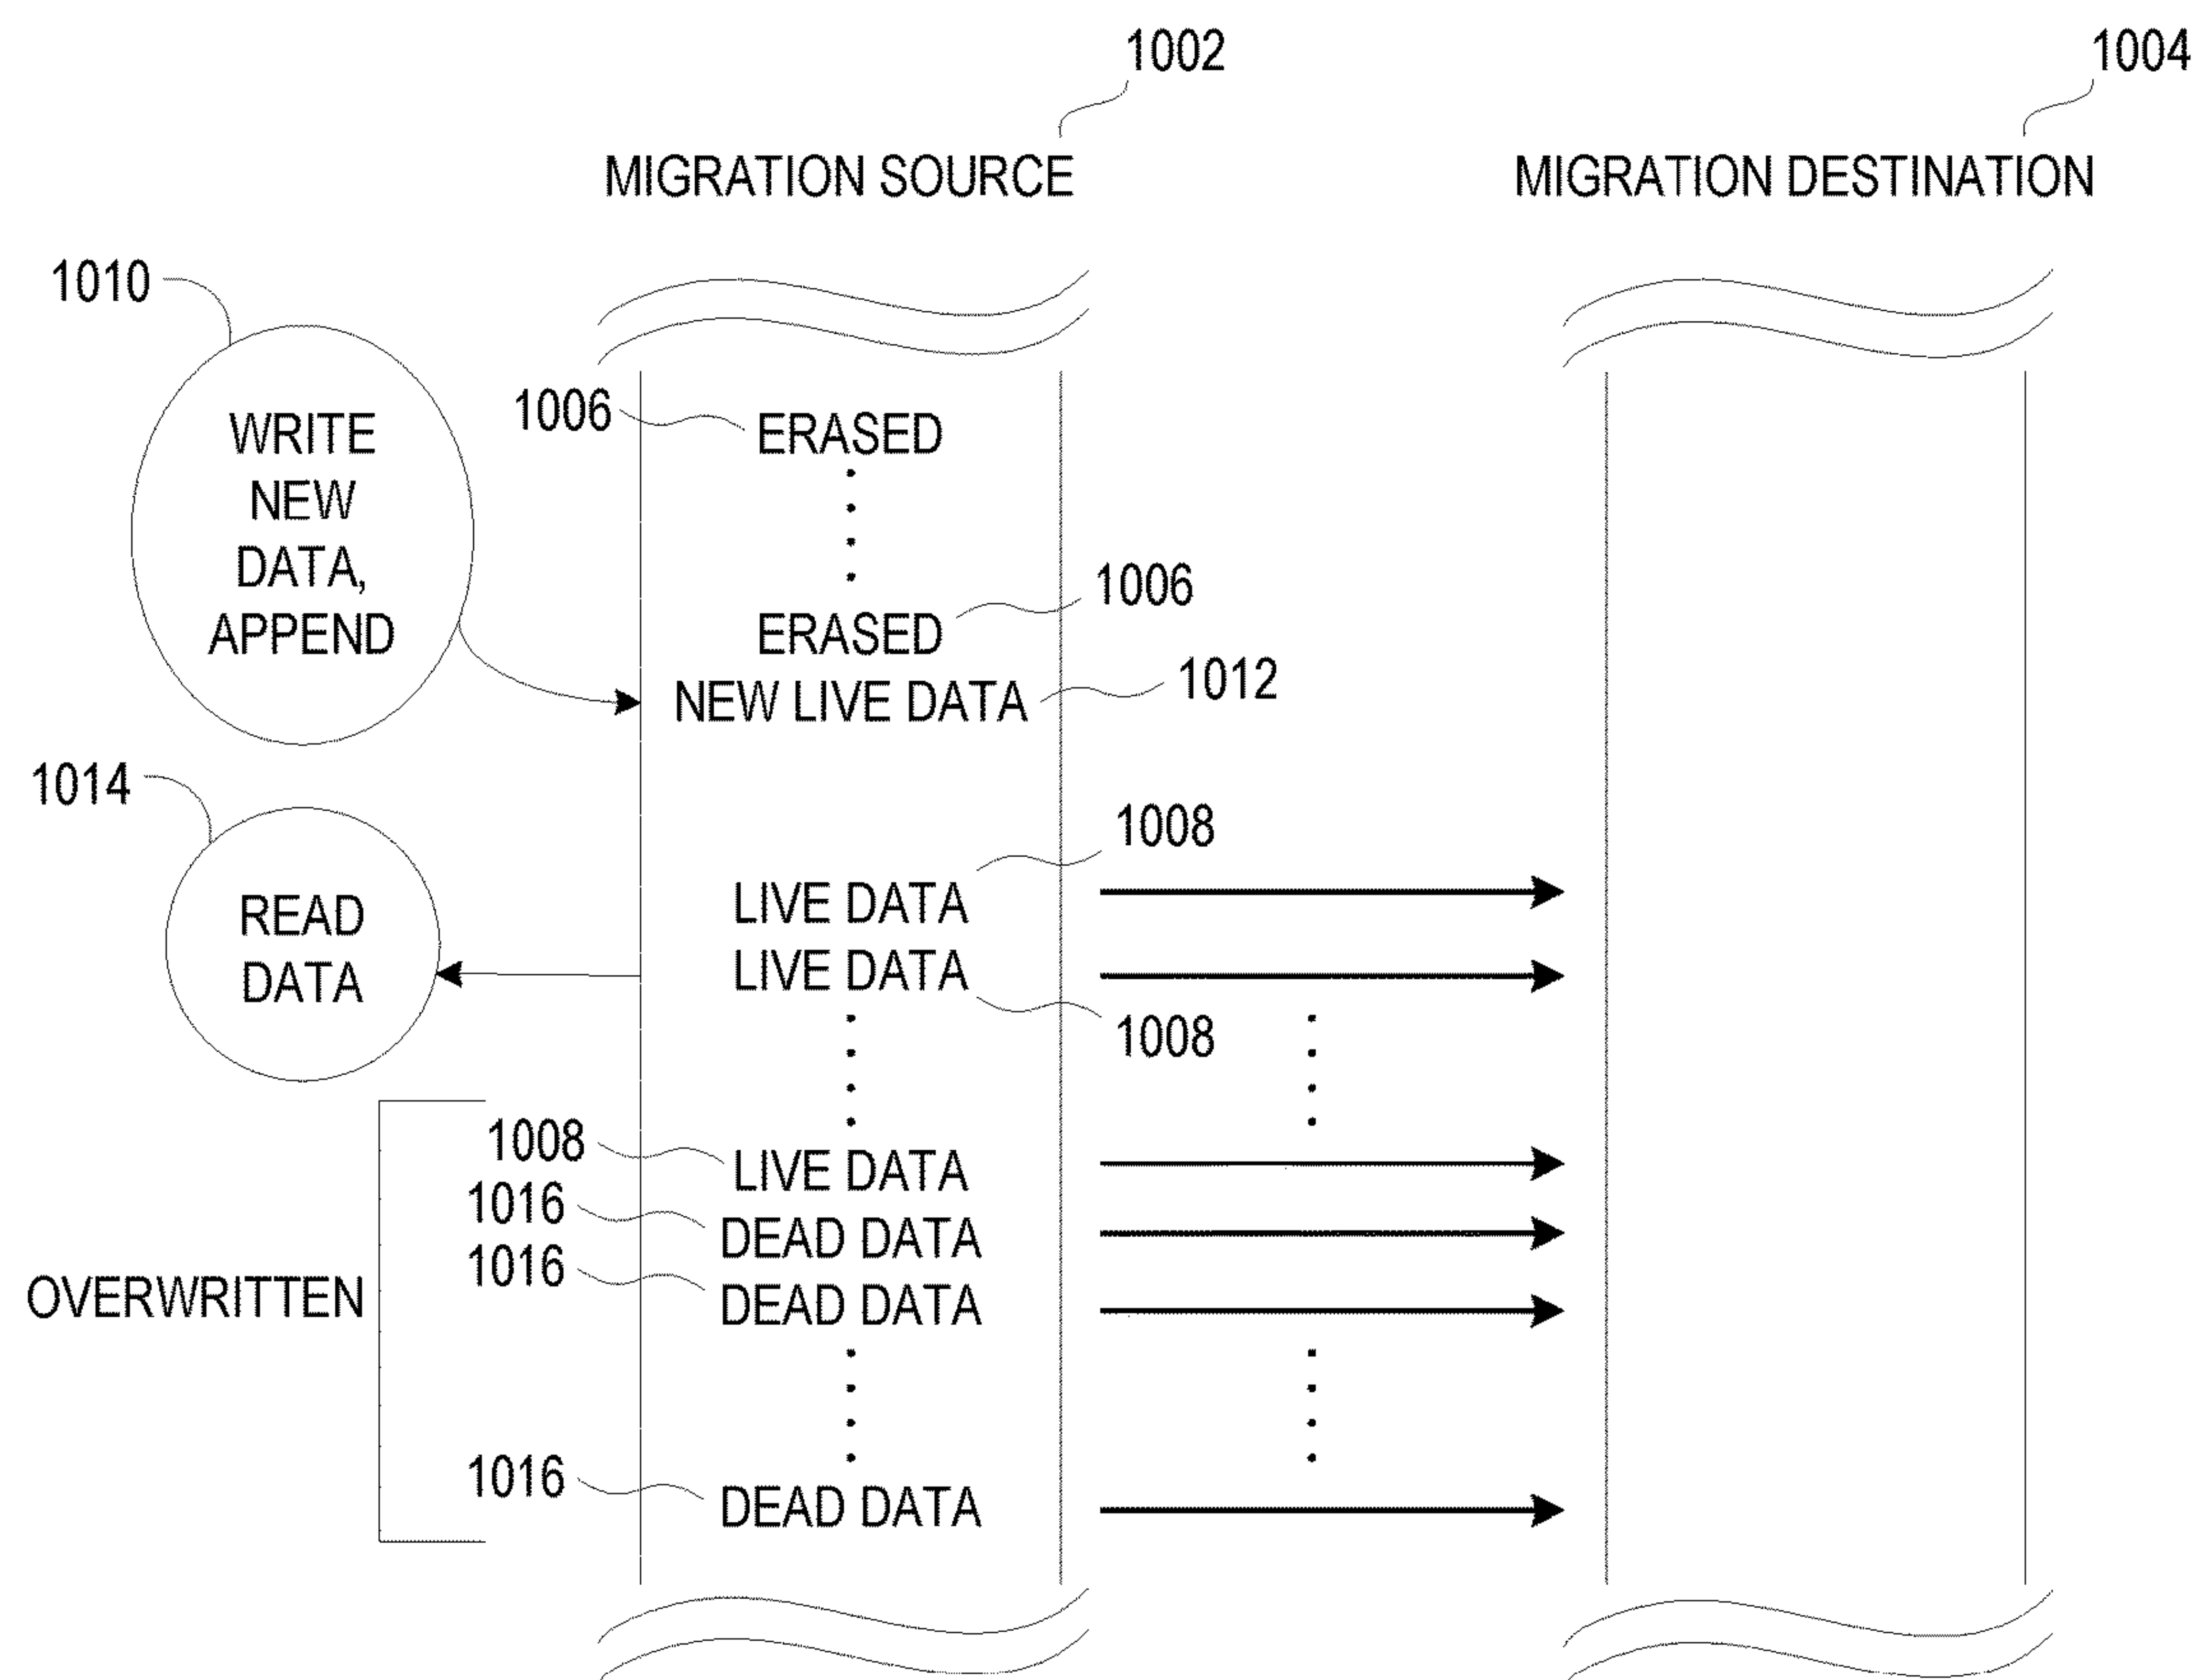 1002
1004
MIGRATION SOURCE
MIGRATION DESTINATION
1010
WRITE
NEW
DATA,
APPEND
1006
ERASED
1006
ERASED
NEW LIVE DATA
1012
1014
READ
DATA
1008
LIVE DATA
LIVE DATA
1008
1008
LIVE DATA
1016
DEAD DATA
1016
DEAD DATA
OVERWRITTEN
1016
DEAD DATA